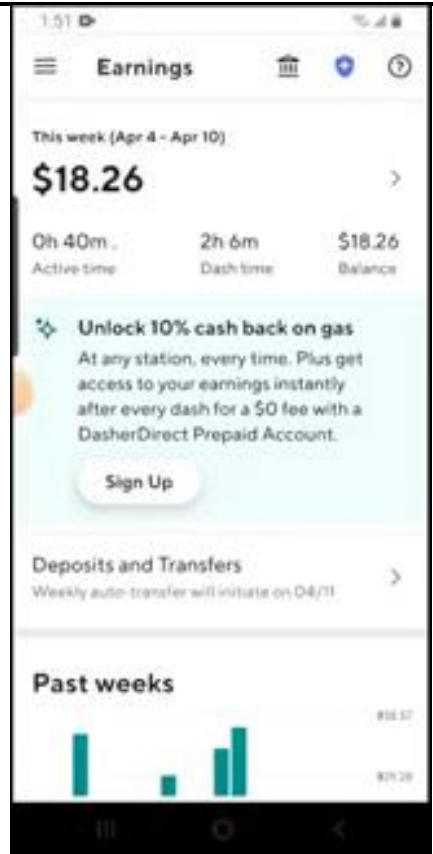 1:51
Earnings
This week (Apr 4 - Apr 10)
$18.26
0h 40m 2h 6m $18.26
Active time Dash time Balance
Unlock 10% cash back on gas
At any station, every time. Plus get
access to your earnings instantly
after every dash for a $0 fee with a
DasherDirect Prepaid Account.
Sign Up
Deposits and Transfers
Weekly auto-transfer will initiate on 04/11
Past weeks